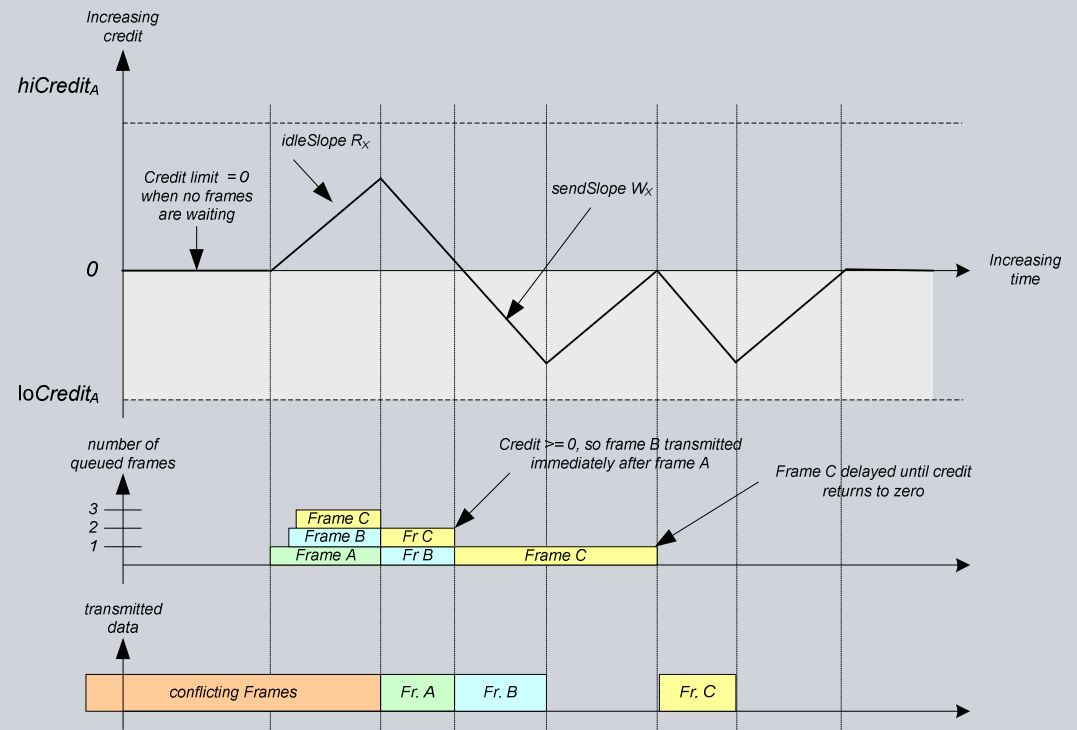 Increasing
credit
hiCreditA
idleSlope RX
Credit limit = 0
when no frames
are waiting
sendSlope WX
0
Increasing
time
loCreditA
number of
queued frames
Credit >= 0, so frame B transmitted
immediately after frame A
Frame C delayed until credit
returns to zero
3
Frame C
2
Frame B
Fr C
1
Frame A
Fr B
Frame C
transmitted
data
conflicting Frames
Fr. A
Fr. B
Fr. C